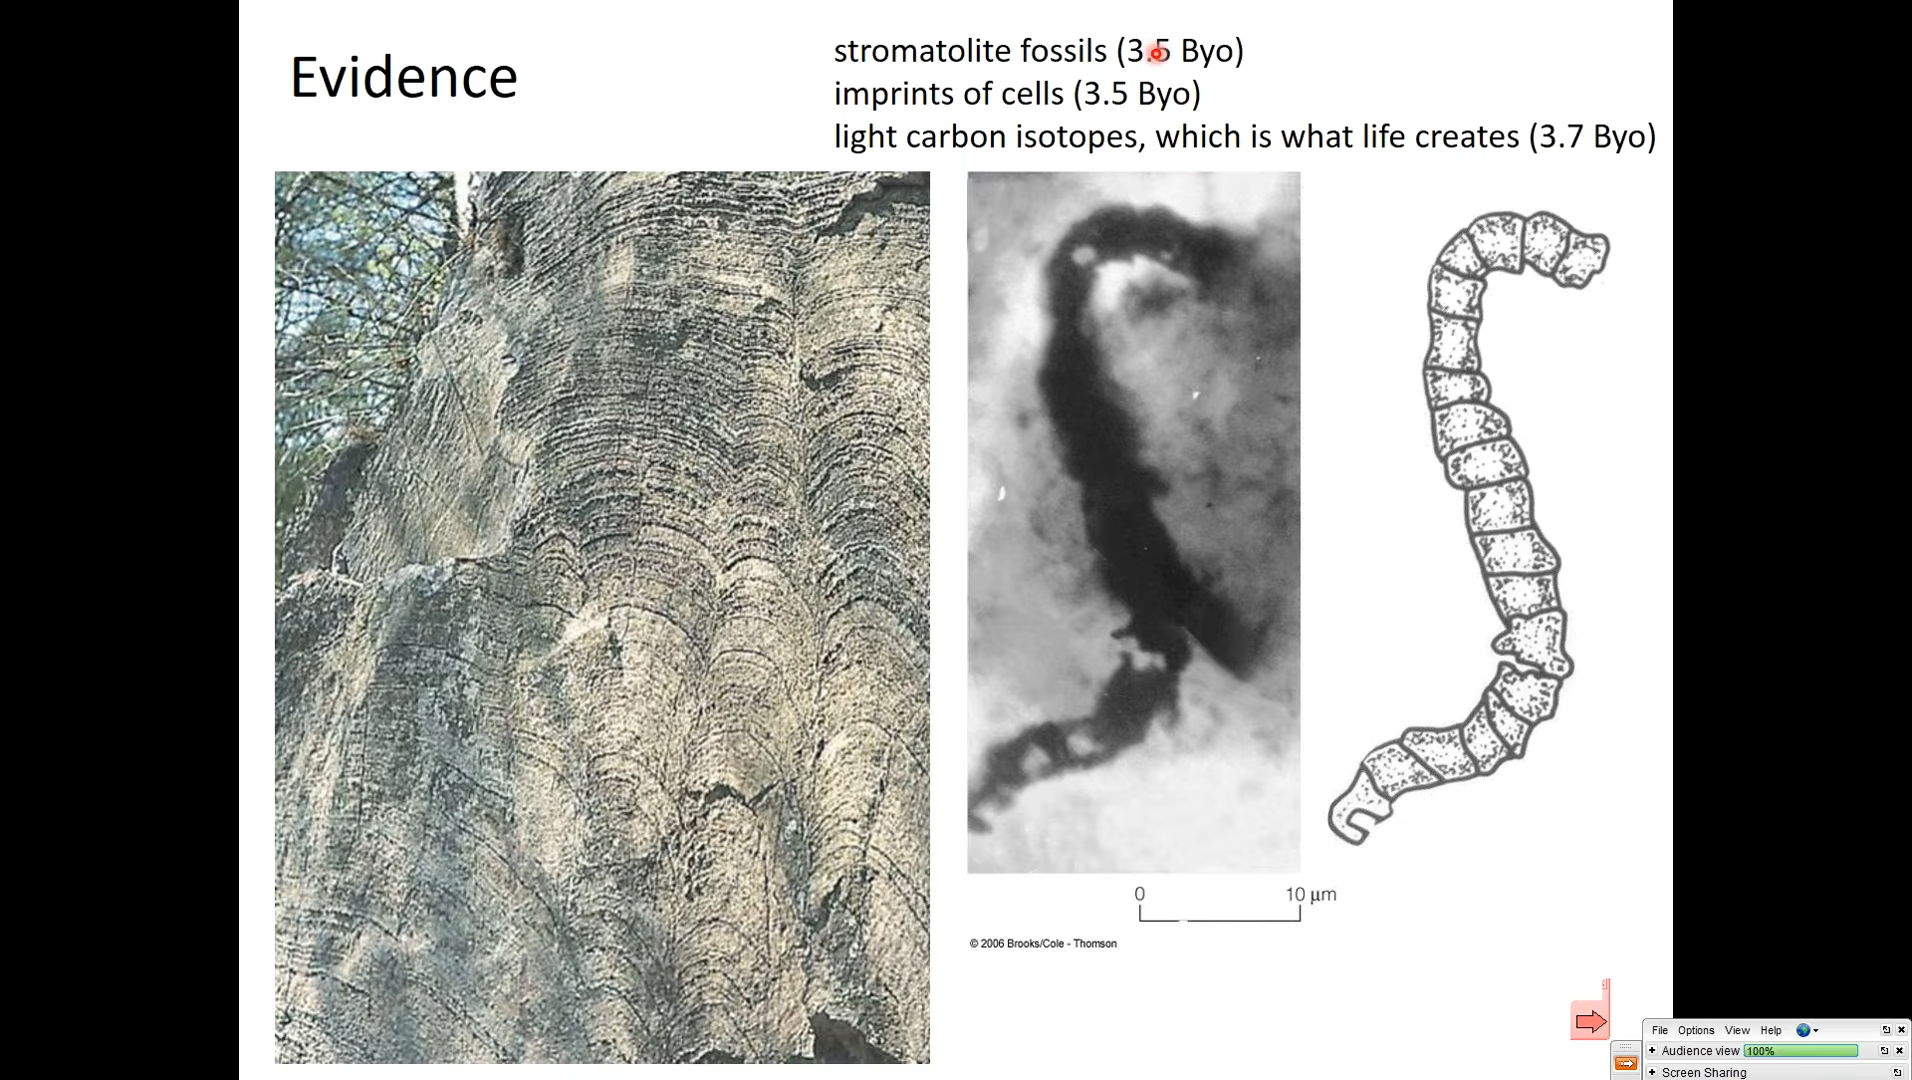 Evidence
stromatolite fossils (3.5 Byo)
imprints of cells (3.5 Byo)
light carbon isotopes, which is what life creates (3.7 Byo)
0 10 μm
© 2006 Brooks/Cole - Thomson
File Options View Help
Audience view 100%
Screen Sharing